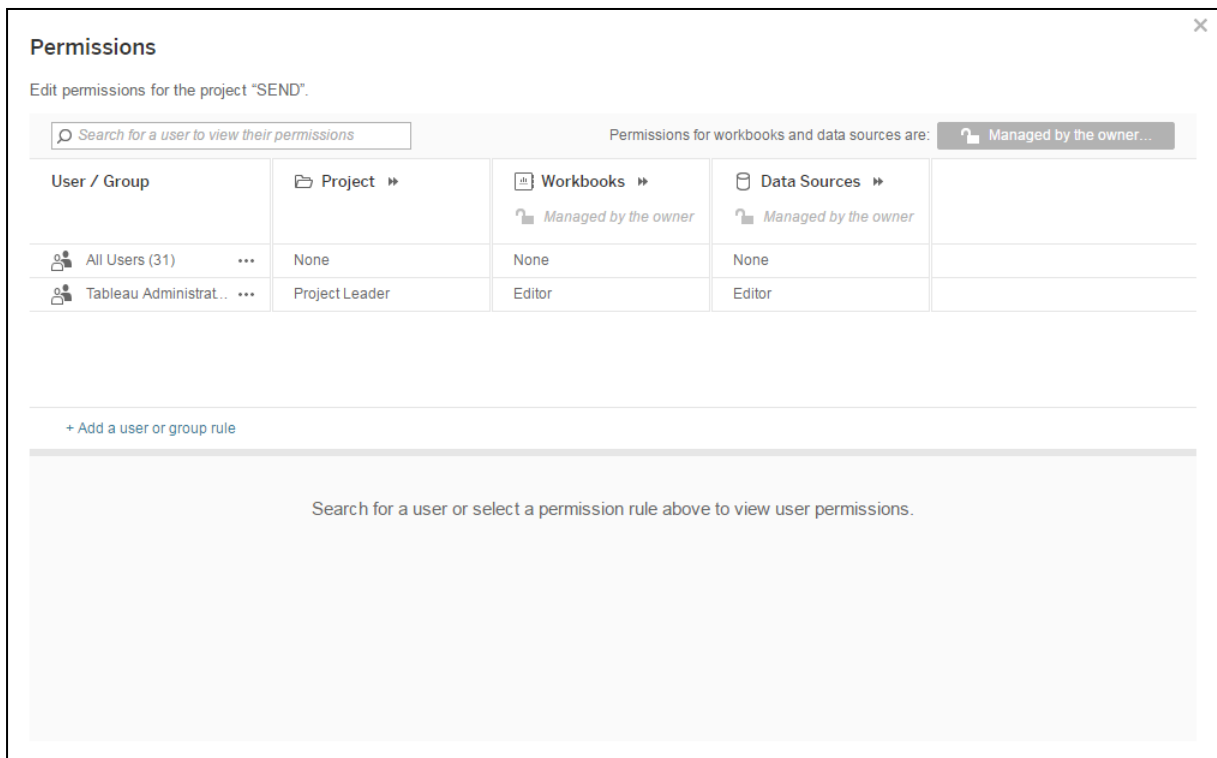 Permissions
Edit permissions for the project “SEND”.
Search for a user to view their permissions
Permissions for workbooks and data sources are: Managed by the owner...
User / Group Project Workbooks Data Sources
Managed by the owner Managed by the owner
All Users (31) ••• None None None
Tableau Administrat... ••• Project Leader Editor Editor
+ Add a user or group rule
Search for a user or select a permission rule above to view user permissions.